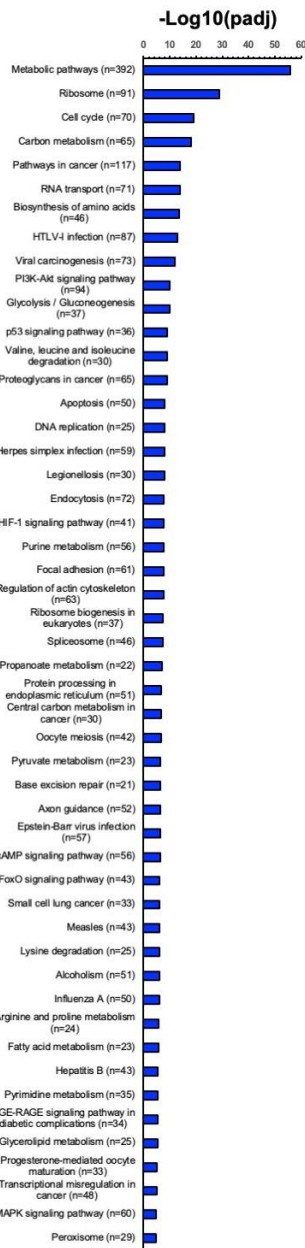 -Log10(padj)
0 10 20 30 40 50 60
Metabolic pathways (n=392)
Ribosome (n=91)
Cell cycle (n=70)
Carbon metabolism (n=65)
Pathways in cancer (n=117)
RNA transport (n=71)
Biosynthesis of amino acids
(n=46)
HTLV-I infection (n=87)
Viral carcinogenesis (n=73)
PI3K-Akt signaling pathway
(n=94)
Glycolysis / Gluconeogenesis
(n=37)
p53 signaling pathway (n=36)
Valine, leucine and isoleucine
degradation (n=30)
Proteoglycans in cancer (n=65)
Apoptosis (n=50)
DNA replication (n=25)
Herpes simplex infection (n=59)
Legionellosis (n=30)
Endocytosis (n=72)
HIF-1 signaling pathway (n=41)
Purine metabolism (n=56)
Focal adhesion (n=61)
Regulation of actin cytoskeleton
(n=63)
Ribosome biogenesis in
eukaryotes (n=37)
Spliceosome (n=46)
Propanoate metabolism (n=22)
Protein processing in
endoplasmic reticulum (n=51)
Central carbon metabolism in
cancer (n=30)
Oocyte meiosis (n=42)
Pyruvate metabolism (n=23)
Base excision repair (n=21)
Axon guidance (n=52)
Epstein-Barr virus infection
(n=57)
cAMP signaling pathway (n=56)
FoxO signaling pathway (n=43)
Small cell lung cancer (n=33)
Measles (n=43)
Lysine degradation (n=25)
Alcoholism (n=51)
Influenza A (n=50)
Arginine and proline metabolism
(n=24)
Fatty acid metabolism (n=23)
Hepatitis B (n=43)
Pyrimidine metabolism (n=35)
GE-RAGE signaling pathway in
diabetic complications (n=34)
Glycerolipid metabolism (n=25)
Progesterone-mediated oocyte
maturation (n=33)
Transcriptional misregulation in
cancer (n=48)
MAPK signaling pathway (n=60)
Peroxisome (n=29)